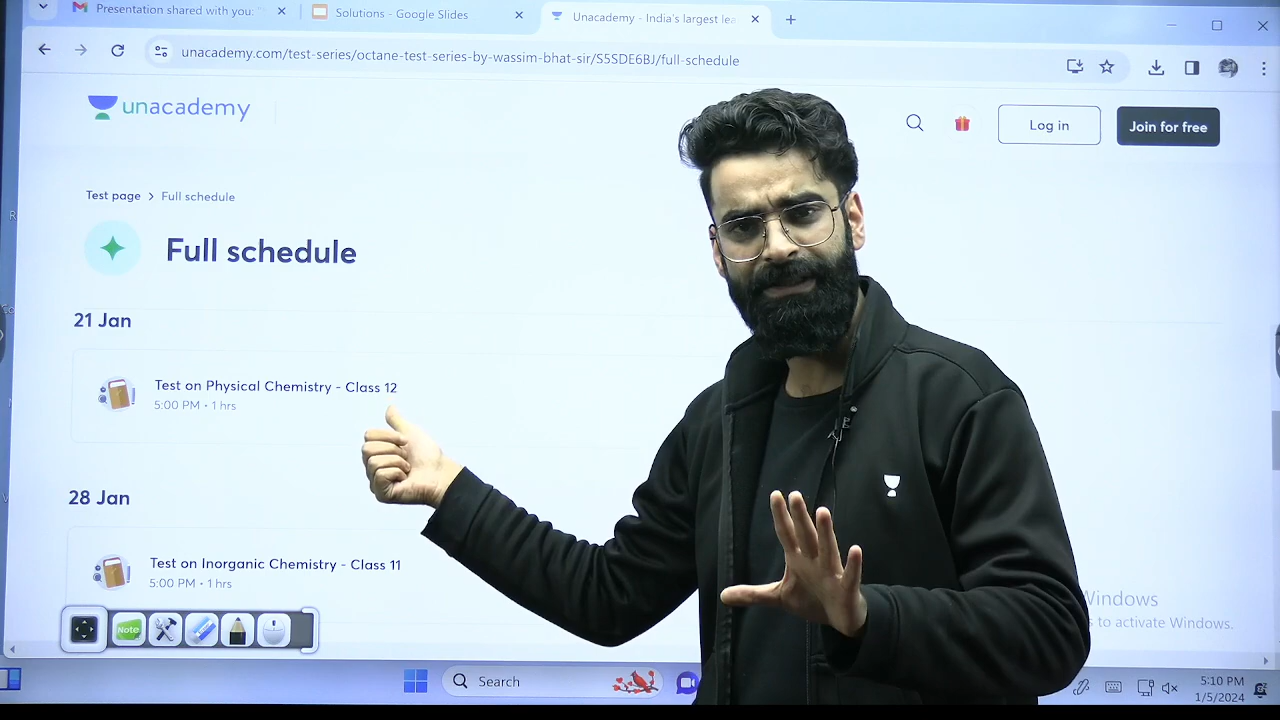 Presentation shared with you: "
Solutions - Google Slides
Unacademy - India's largest lea
unacademy.com/test-series/octane-test-series-by-wassim-bhat-sir/S5SDE6BJ/full-schedule
unacademy
Log in
Join for free
Test page > Full schedule
Full schedule
21 Jan
Test on Physical Chemistry - Class 12
5:00 PM • 1 hrs
28 Jan
Test on Inorganic Chemistry - Class 11
5:00 PM • 1 hrs
Note
Windows
s to activate Windows.
Search
5:10 PM
1/5/2024